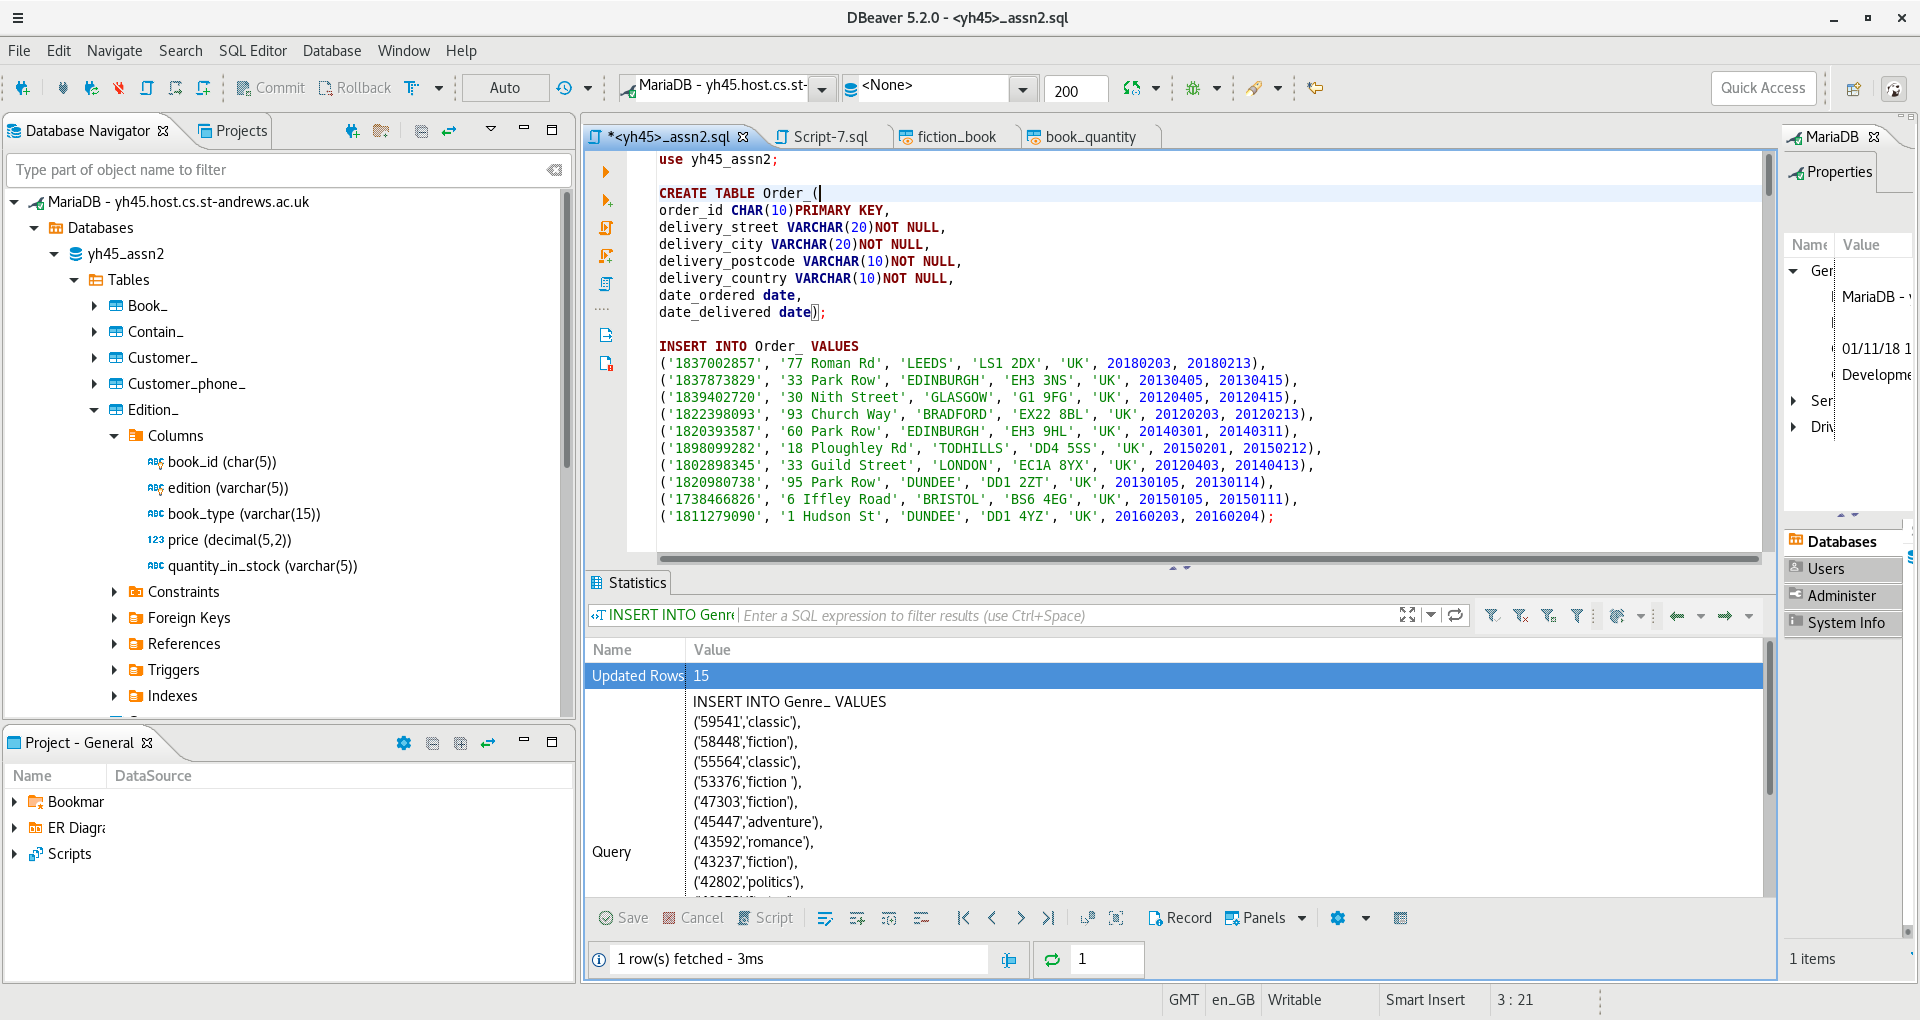 DBeaver 5.2.0 - <yh45>_assn2.sql
File Edit Navigate Search SQL Editor Database Window Help
Commit Rollback Auto MariaDB - yh45.host.cs.st- <None> 200 Quick Access
Database Navigator Projects
Type part of object name to filter
MariaDB - yh45.host.cs.st-andrews.ac.uk
Databases
yh45_assn2
Tables
Book_
Contain_
Customer_
Customer_phone_
Edition_
Columns
book_id (char(5))
edition (varchar(5))
book_type (varchar(15))
price (decimal(5,2))
quantity_in_stock (varchar(5))
Constraints
Foreign Keys
References
Triggers
Indexes
Project - General
Name DataSource
Bookmar
ER Diagra
Scripts
*<yh45>_assn2.sql Script-7.sql fiction_book book_quantity
use yh45_assn2;
CREATE TABLE Order_(
order_id CHAR(10)PRIMARY KEY,
delivery_street VARCHAR(20)NOT NULL,
delivery_city VARCHAR(20)NOT NULL,
delivery_postcode VARCHAR(10)NOT NULL,
delivery_country VARCHAR(10)NOT NULL,
date_ordered date,
date_delivered date);
INSERT INTO Order_ VALUES
('1837002857', '77 Roman Rd', 'LEEDS', 'LS1 2DX', 'UK', 20180203, 20180213),
('1837873829', '33 Park Row', 'EDINBURGH', 'EH3 3NS', 'UK', 20130405, 20130415),
('1839402720', '30 Nith Street', 'GLASGOW', 'G1 9FG', 'UK', 20120405, 20120415),
('1822398093', '93 Church Way', 'BRADFORD', 'EX22 8BL', 'UK', 20120203, 20120213),
('1820393587', '60 Park Row', 'EDINBURGH', 'EH3 9HL', 'UK', 20140301, 20140311),
('1898099282', '18 Ploughley Rd', 'TODHILLS', 'DD4 5SS', 'UK', 20150201, 20150212),
('1802898345', '33 Guild Street', 'LONDON', 'EC1A 8YX', 'UK', 20120403, 20140413),
('1820980738', '95 Park Row', 'DUNDEE', 'DD1 2ZT', 'UK', 20130105, 20130114),
('1738466826', '6 Iffley Road', 'BRISTOL', 'BS6 4EG', 'UK', 20150105, 20150111),
('1811279090', '1 Hudson St', 'DUNDEE', 'DD1 4YZ', 'UK', 20160203, 20160204);
Statistics
INSERT INTO Genre Enter a SQL expression to filter results (use Ctrl+Space)
Name Value
Updated Rows 15
INSERT INTO Genre_ VALUES
('59541','classic'),
('58448','fiction'),
('55564','classic'),
('53376','fiction '),
('47303','fiction'),
('45447','adventure'),
('43592','romance'),
Query
('43237','fiction'),
('42802','politics'),
Save Cancel Script Record Panels
1 row(s) fetched - 3ms 1
MariaDB
Properties
Name Value
Ger
MariaDB - y
01/11/18 1
Developme
Ser
Driv
Databases
Users
Administer
System Info
1 items
GMT en_GB Writable Smart Insert 3 : 21